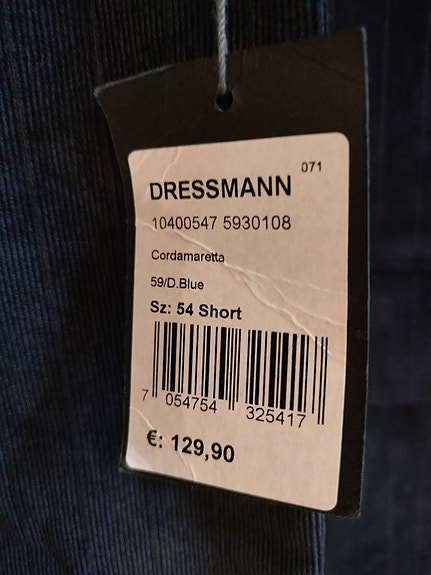 071
DRESSMANN
10400547 5930108
Cordamaretta
59/D.Blue
Sz: 54 Short
7 054754 325417
€: 129,90